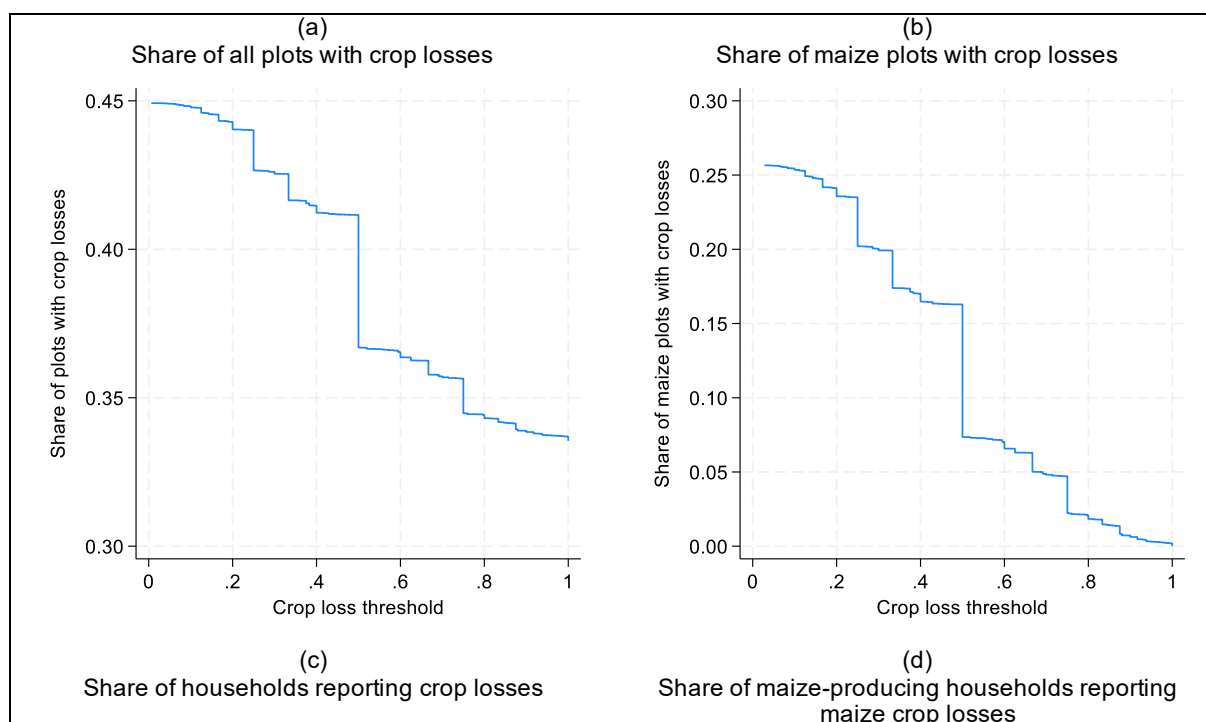 (a)
Share of all plots with crop losses
0.45
0.40
0.35
0.30
Share of plots with crop losses
0
.2
.4
.6
.8
1
Crop loss threshold
(b)
Share of maize plots with crop losses
0.30
0.25
0.20
0.15
0.10
0.05
0.00
Share of maize plots with crop losses
0
.2
.4
.6
.8
1
Crop loss threshold
(c)
Share of households reporting crop losses
(d)
Share of maize-producing households reporting
maize crop losses